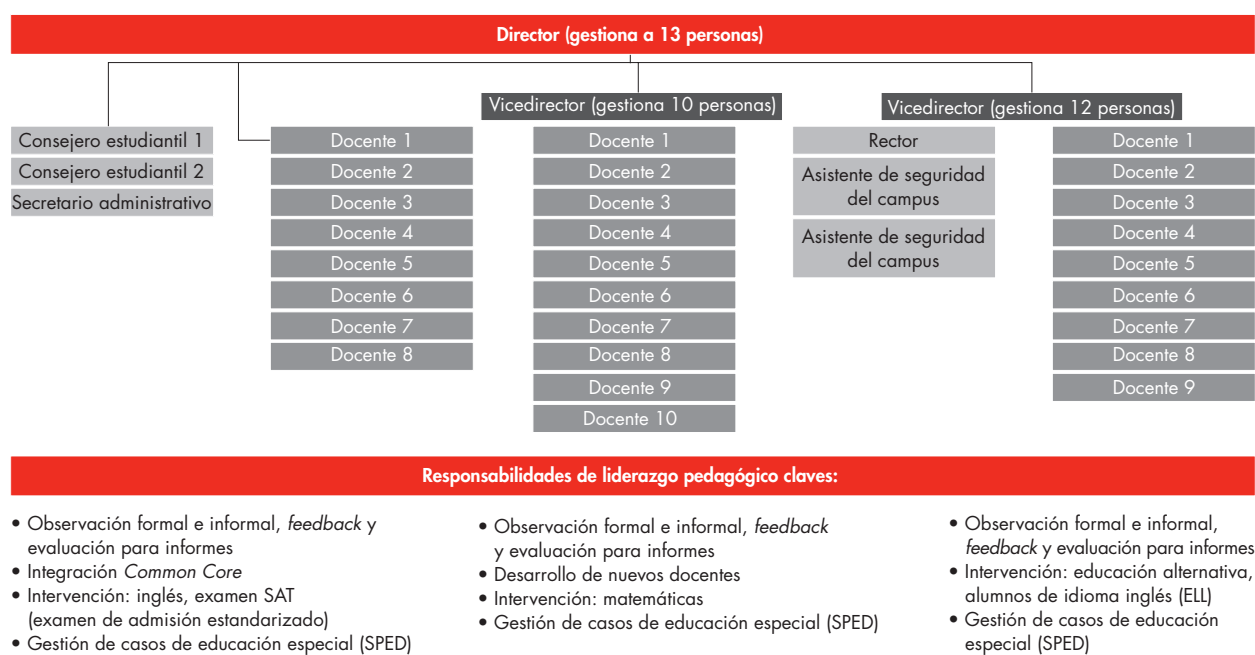 Director (gestiona a 13 personas)
Vicedirector (gestiona 10 personas)
Vicedirector (gestiona 12 personas)
Consejero estudiantil 1
Consejero estudiantil 2
Secretario administrativo
Docente 1
Docente 2
Docente 3
Docente 4
Docente 5
Docente 6
Docente 7
Docente 8
Docente 1
Docente 2
Docente 3
Docente 4
Docente 5
Docente 6
Docente 7
Docente 8
Docente 9
Docente 10
Rector
Asistente de seguridad
del campus
Asistente de seguridad
del campus
Docente 1
Docente 2
Docente 3
Docente 4
Docente 5
Docente 6
Docente 7
Docente 8
Docente 9
Responsabilidades de liderazgo pedagógico claves:
• Observación formal e informal, feedback y
evaluación para informes
• Integración Common Core
• Intervención: inglés, examen SAT
(examen de admisión estandarizado)
• Gestión de casos de educación especial (SPED)
• Observación formal e informal, feedback
y evaluación para informes
• Desarrollo de nuevos docentes
• Intervención: matemáticas
• Gestión de casos de educación especial (SPED)
• Observación formal e informal,
feedback y evaluación para informes
• Intervención: educación alternativa,
alumnos de idioma inglés (ELL)
• Gestión de casos de educación
especial (SPED)